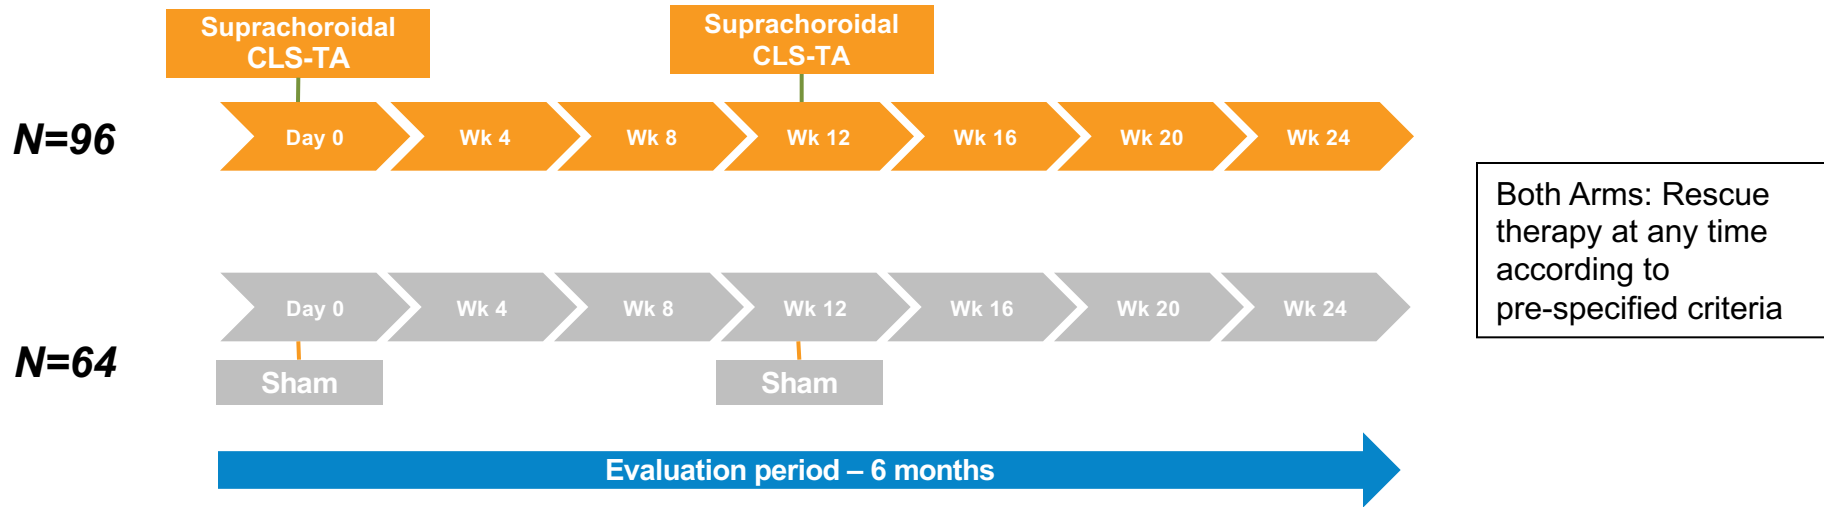 Suprachoroidal
CLS-TA
Suprachoroidal
CLS-TA
N=96
Day 0
Wk 4
Wk 8
Wk 12
Wk 16
Wk 20
Wk 24
Both Arms: Rescue
therapy at any time
according to
pre-specified criteria
N=64
Day 0
Wk 4
Wk 8
Wk 12
Wk 16
Wk 20
Wk 24
Sham
Sham
Evaluation period – 6 months